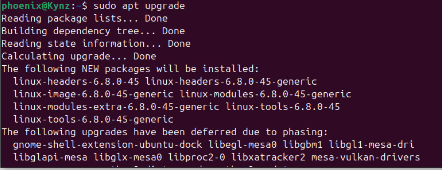 phoenix@Kynz:~$ sudo apt upgrade
Reading package lists... Done
Building dependency tree... Done
Reading state information... Done
Calculating upgrade... Done
The following NEW packages will be installed:
  linux-headers-6.8.0-45 linux-headers-6.8.0-45-generic
  linux-image-6.8.0-45-generic linux-modules-6.8.0-45-generic
  linux-modules-extra-6.8.0-45-generic linux-tools-6.8.0-45
  linux-tools-6.8.0-45-generic
The following upgrades have been deferred due to phasing:
  gnome-shell-extension-ubuntu-dock libegl-mesa0 libgbm1 libgl1-mesa-dri
  libglapi-mesa libglx-mesa0 libproc2-0 libxatracker2 mesa-vulkan-drivers